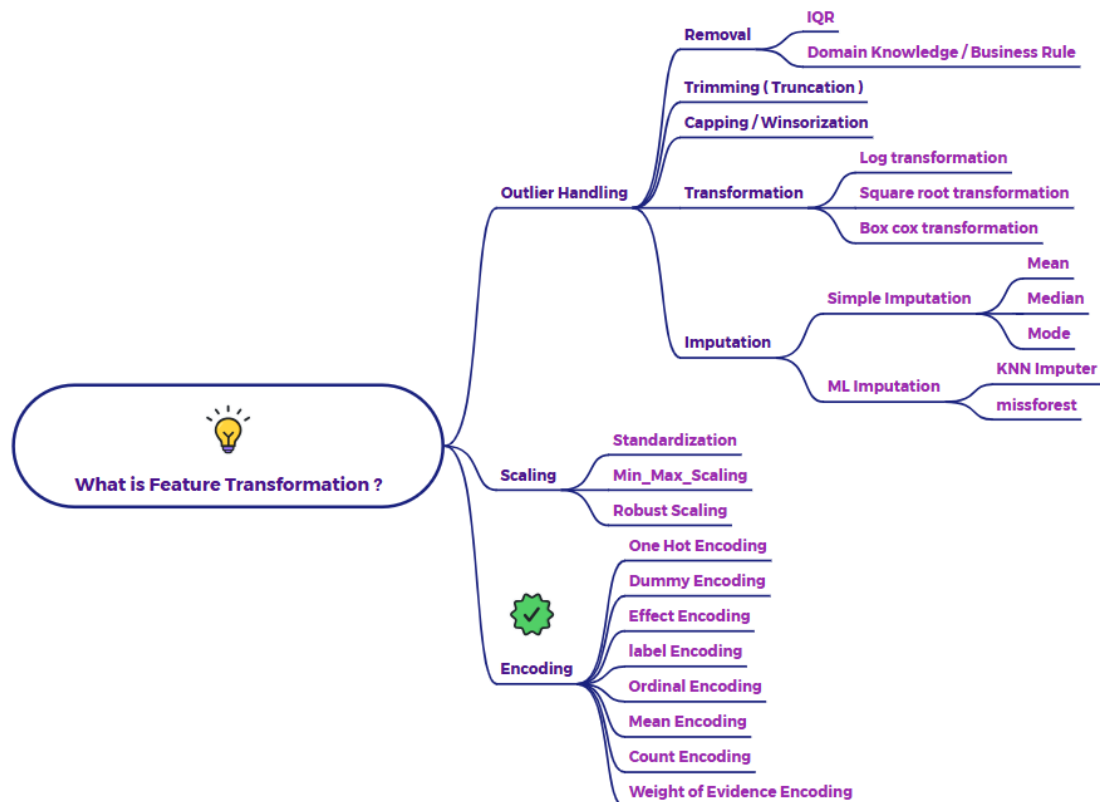 What is Feature Transformation ?
Outlier Handling
Removal
IQR
Domain Knowledge / Business Rule
Trimming ( Truncation )
Capping / Winsorization
Transformation
Log transformation
Square root transformation
Box cox transformation
Imputation
Simple Imputation
Mean
Median
Mode
ML Imputation
KNN Imputer
missforest
Scaling
Standardization
Min_Max_Scaling
Robust Scaling
Encoding
One Hot Encoding
Dummy Encoding
Effect Encoding
label Encoding
Ordinal Encoding
Mean Encoding
Count Encoding
Weight of Evidence Encoding